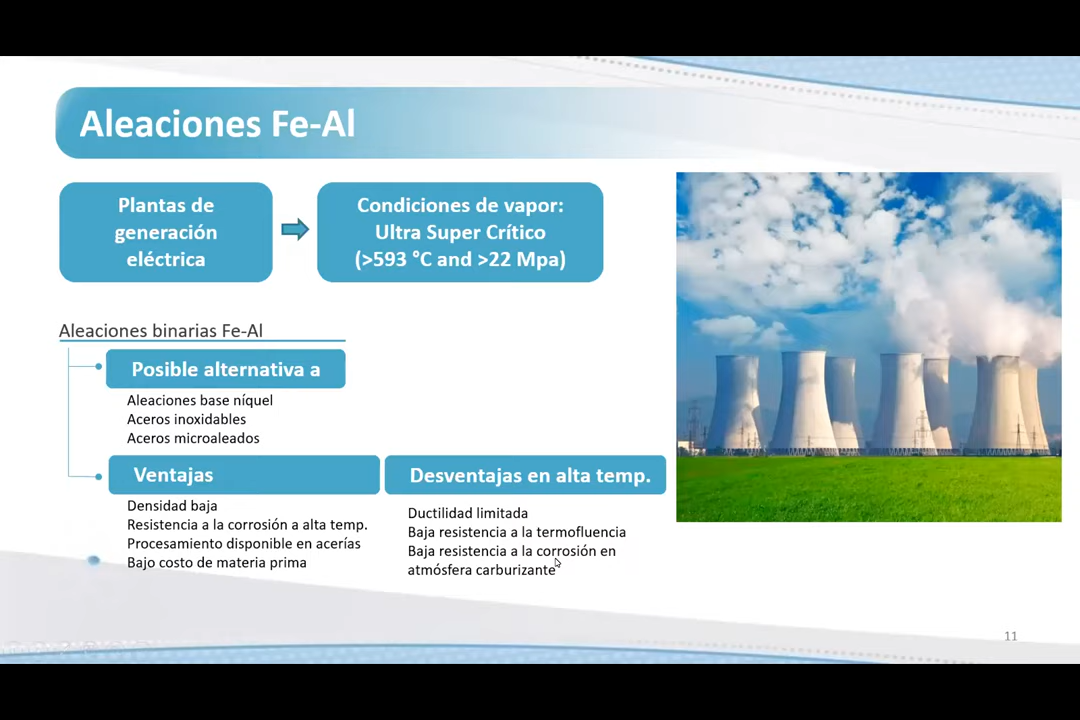 Aleaciones Fe-Al
Plantas de
generación
eléctrica
Condiciones de vapor:
Ultra Super Crítico
(>593 °C and >22 Mpa)
Aleaciones binarias Fe-Al
Posible alternativa a
Aleaciones base níquel
Aceros inoxidables
Aceros microaleados
Ventajas
Densidad baja
Resistencia a la corrosión a alta temp.
Procesamiento disponible en acerías
Bajo costo de materia prima
Desventajas en alta temp.
Ductilidad limitada
Baja resistencia a la termofluencia
Baja resistencia a la corrosión en
atmósfera carburizante
11